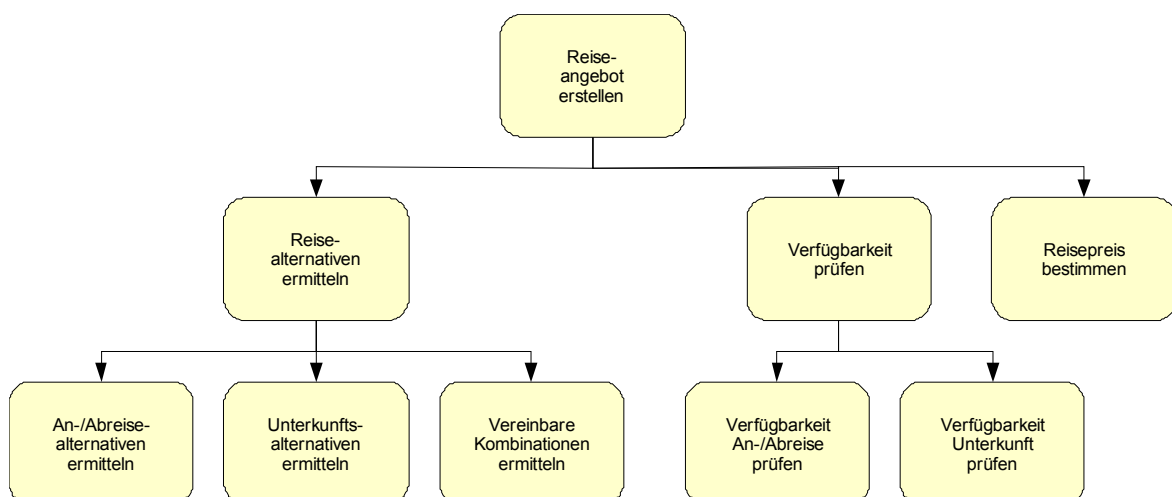 Reise-
angebot
erstellen
Reise-
alternativen
ermitteln
Verfügbarkeit
prüfen
Reisepreis
bestimmen
An-/Abreise-
alternativen
ermitteln
Unterkunfts-
alternativen
ermitteln
Vereinbare
Kombinationen
ermitteln
Verfügbarkeit
An-/Abreise
prüfen
Verfügbarkeit
Unterkunft
prüfen